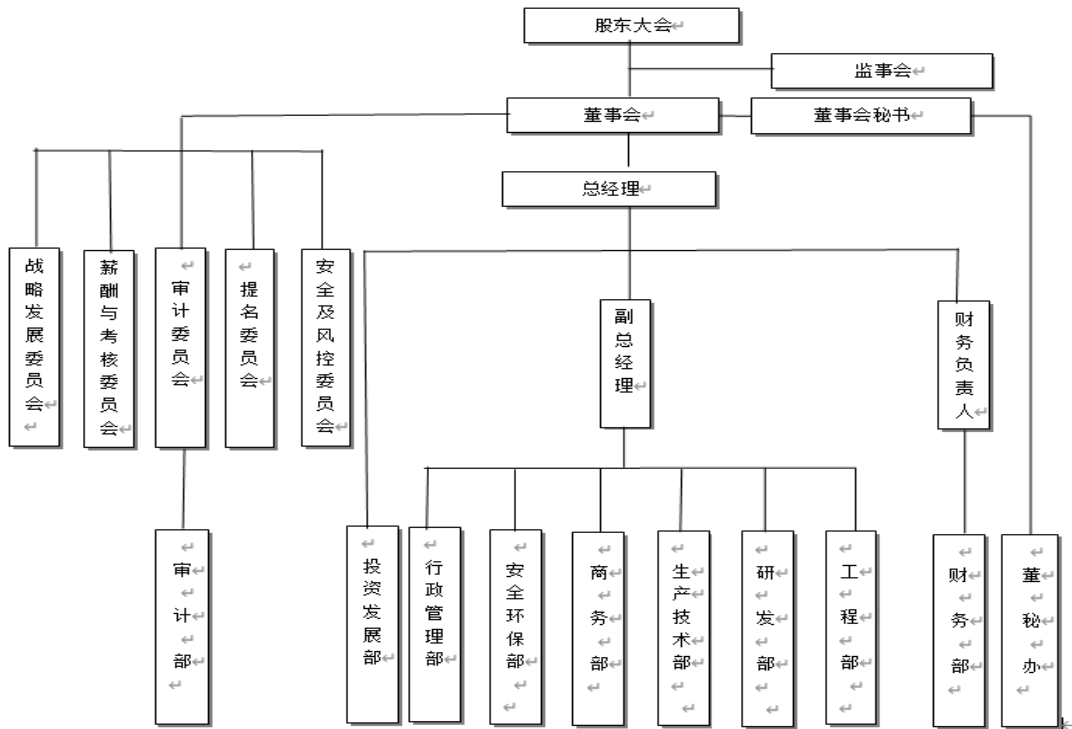 股东大会
监事会
董事会
董事会秘书
总经理
战略发展委员会
薪酬与考核委员会
审计委员会
提名委员会
安全及风控委员会
副总经理
财务负责人
审计部
投资发展部
行政管理部
安全环保部
商务部
生产技术部
研发部
工程部
财务部
董秘办